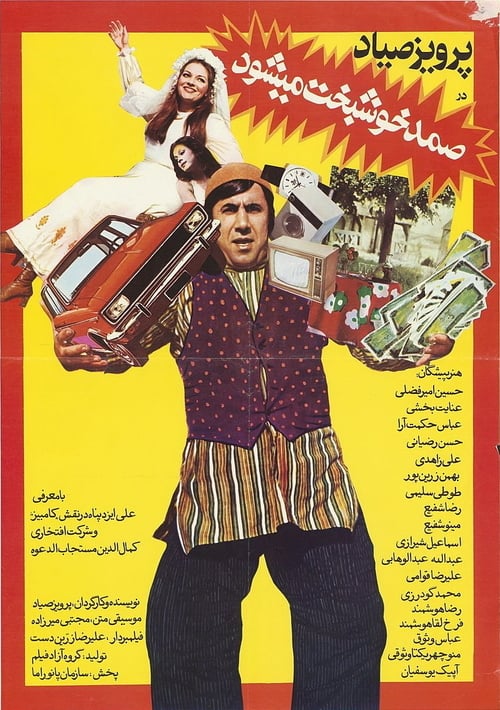 پرویز صیاد
در
صمد خوشبخت میشود
هنرپیشگان:
حسین امیرفضلی
عنایت بخشی
عباس حکمت آرا
حسن رضیانی
علی زاهدی
بهمن زرین پور
طوطی سلیمی
رضا شفیع
مینو شفیع
اسماعیل شیرازی
عبدالله عبدالوهابی
علیرضا قوامی
محمد گودرزی
رضا هوشمند
فرخ لقا هوشمند
عباس وثوقی
منوچهر یکتا وثوقی
آپیک یوسفیان
با معرفی
علی ایزدپناه در نقش کامبیز
و شرکت افتخاری
کمال الدین مستجاب الدعوه
نویسنده و کارگردان: پرویز صیاد
موسیقی متن: مجتبی میرزاده
فیلمبردار: علیرضا زرین دست
تولید: گروه آزاد فیلم
پخش: سازمان پانوراما